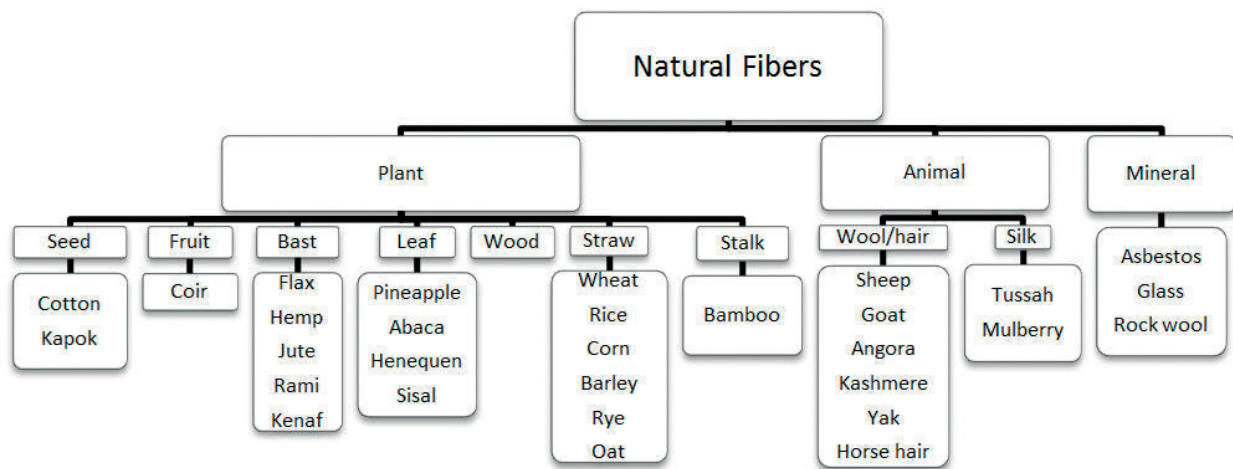 Natural Fibers
Plant
Animal
Mineral
Seed
Fruit
Bast
Leaf
Wood
Straw
Stalk
Wool/hair
Silk
Cotton
Kapok
Coir
Flax
Hemp
Jute
Rami
Kenaf
Pineapple
Abaca
Henequen
Sisal
Wheat
Rice
Corn
Barley
Rye
Oat
Bamboo
Sheep
Goat
Angora
Kashmere
Yak
Horse hair
Tussah
Mulberry
Asbestos
Glass
Rock wool